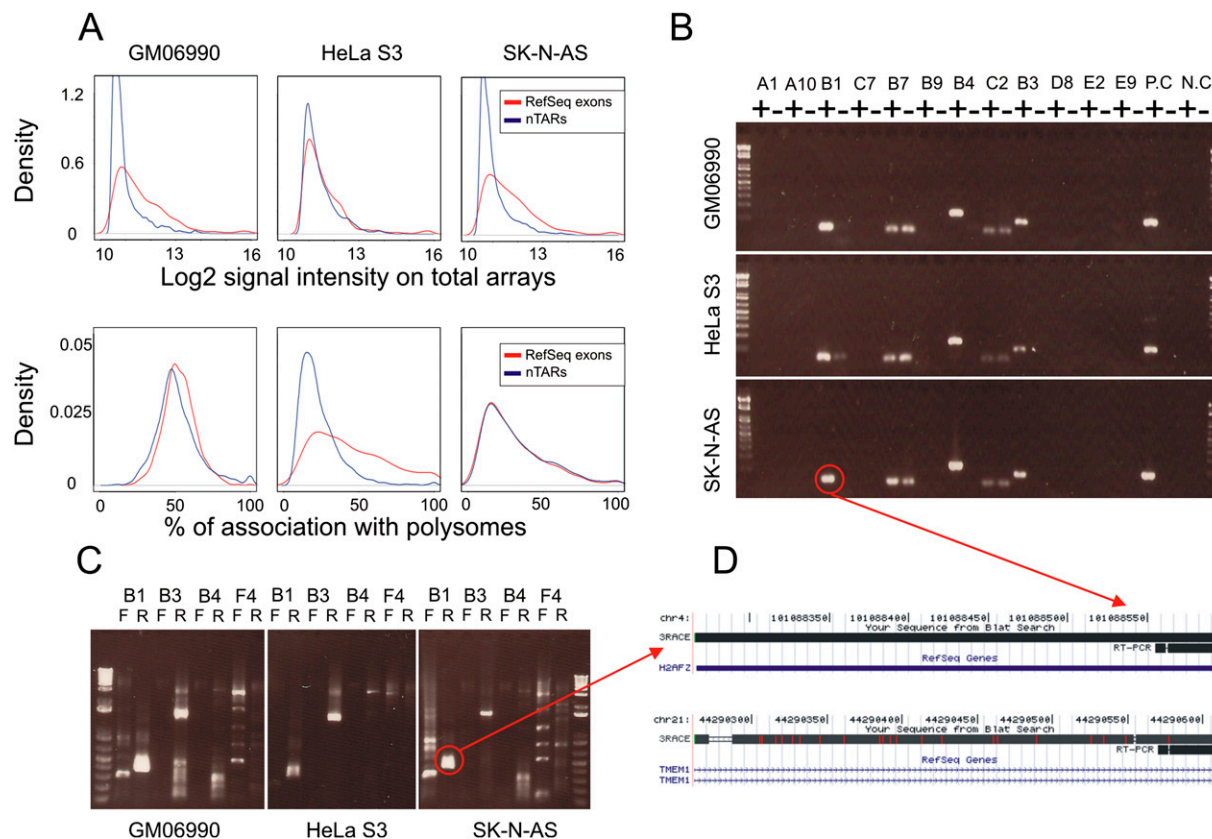 A
GM06990 HeLa S3 SK-N-AS
Density
1.2
0.6
0
RefSeq exons
nTARs
10 13 16 10 13 16 10 13 16
Log2 signal intensity on total arrays
Density
0.05
0.025
0
RefSeq exons
nTARs
0 50 100 0 50 100 0 50 100
% of association with polysomes
B
A1 A10 B1 C7 B7 B9 B4 C2 B3 D8 E2 E9 P.C N.C
+ - + - + - + - + - + - + - + - + - + - + - + - + - + -
GM06990
HeLa S3
SK-N-AS
C
B1 B3 B4 F4 B1 B3 B4 F4 B1 B3 B4 F4
F R F R F R F R F R F R F R F R F R F R F R F R
GM06990 HeLa S3 SK-N-AS
D
chr4: 101088350 101088400 101088450 101088500 101088550
Your Sequence from Blat Search
3RACE
RT-PCR
RefSeq Genes
H2AFZ
chr21: 44290300 44290350 44290400 44290450 44290500 44290550 44290600
Your Sequence from Blat Search
3RACE
RT-PCR
RefSeq Genes
TMEM1
TMEM1